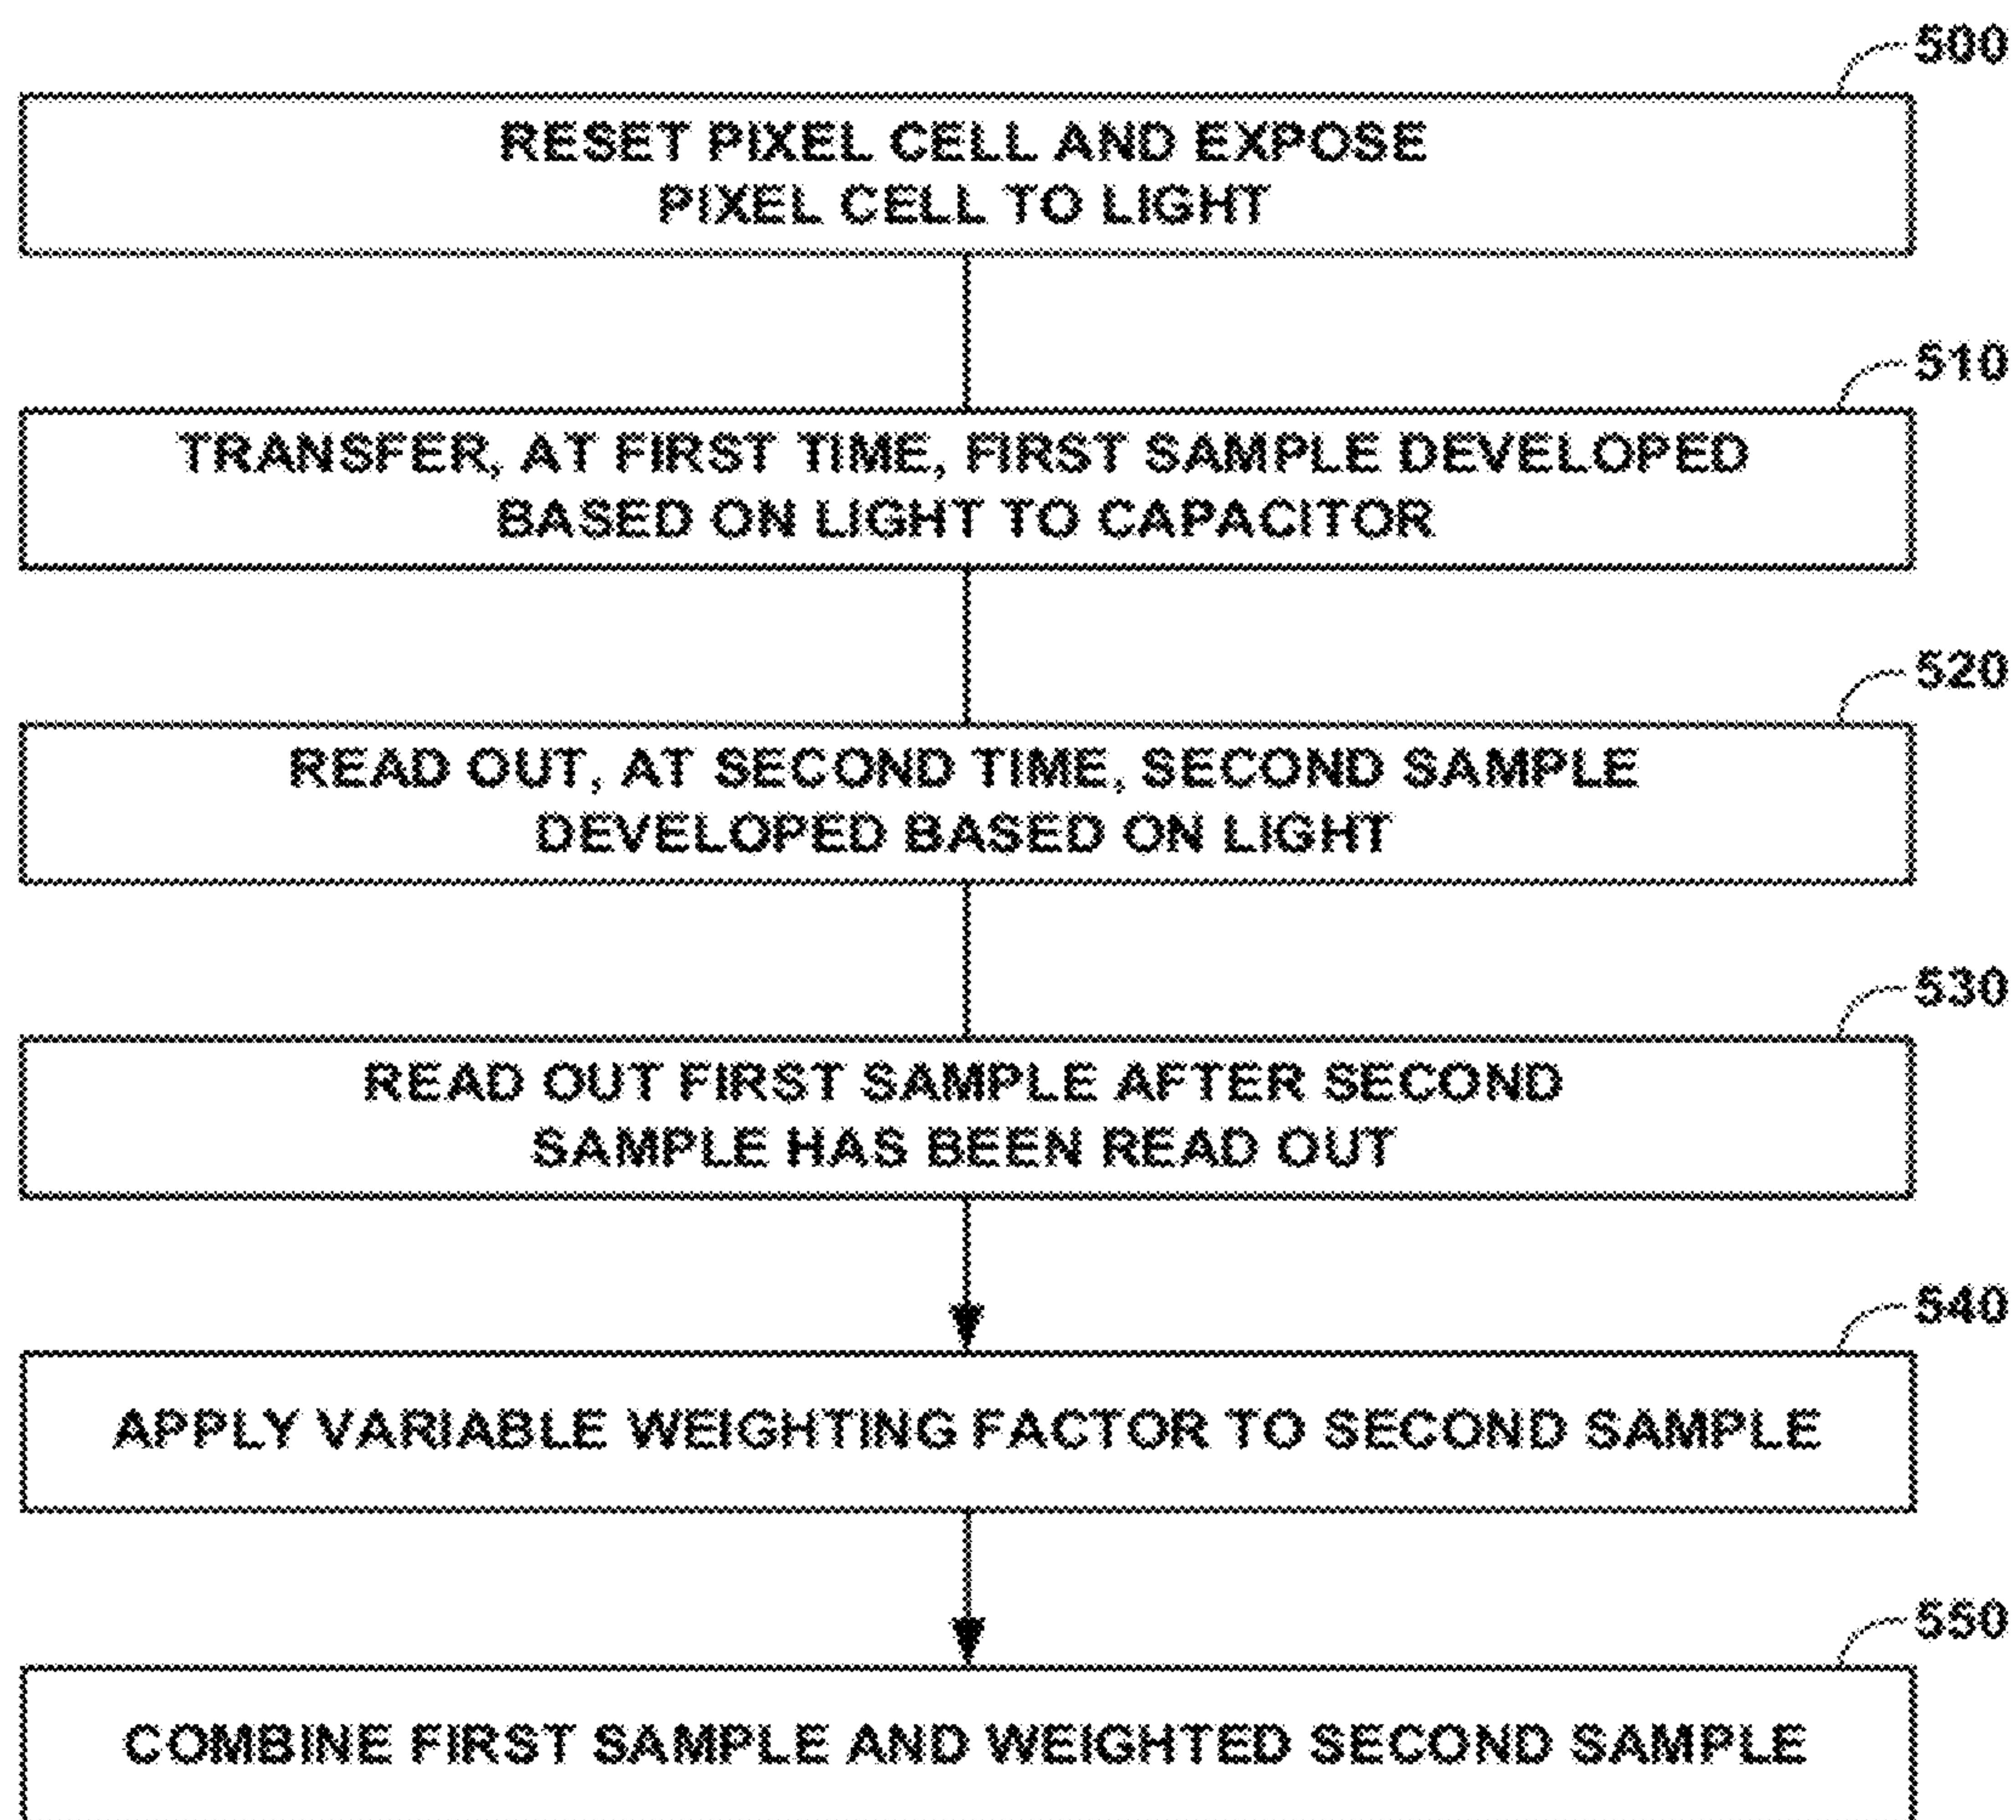 500
RESET PIXEL CELL AND EXPOSE
PIXEL CELL TO LIGHT
510
TRANSFER, AT FIRST TIME, FIRST SAMPLE DEVELOPED
BASED ON LIGHT TO CAPACITOR
520
READ OUT, AT SECOND TIME, SECOND SAMPLE
DEVELOPED BASED ON LIGHT
530
READ OUT FIRST SAMPLE AFTER SECOND
SAMPLE HAS BEEN READ OUT
540
APPLY VARIABLE WEIGHTING FACTOR TO SECOND SAMPLE
550
COMBINE FIRST SAMPLE AND WEIGHTED SECOND SAMPLE